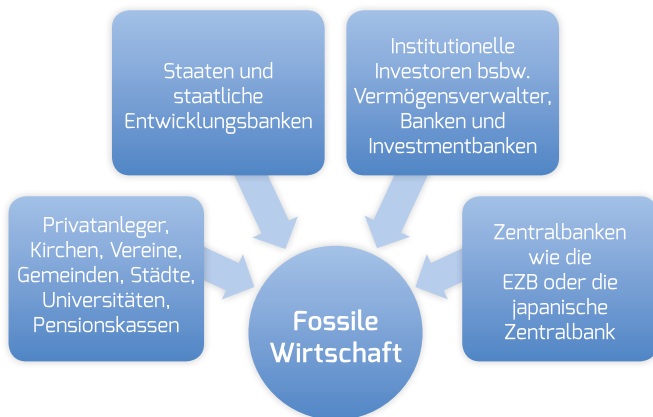 Staaten und
staatliche
Entwicklungsbanken
Institutionelle
Investoren bsbw.
Vermögensverwalter,
Banken und
Investmentbanken
Privatanleger,
Kirchen, Vereine,
Gemeinden, Städte,
Universitäten,
Pensionskassen
Zentralbanken
wie die
EZB oder die
japanische
Zentralbank
Fossile
Wirtschaft